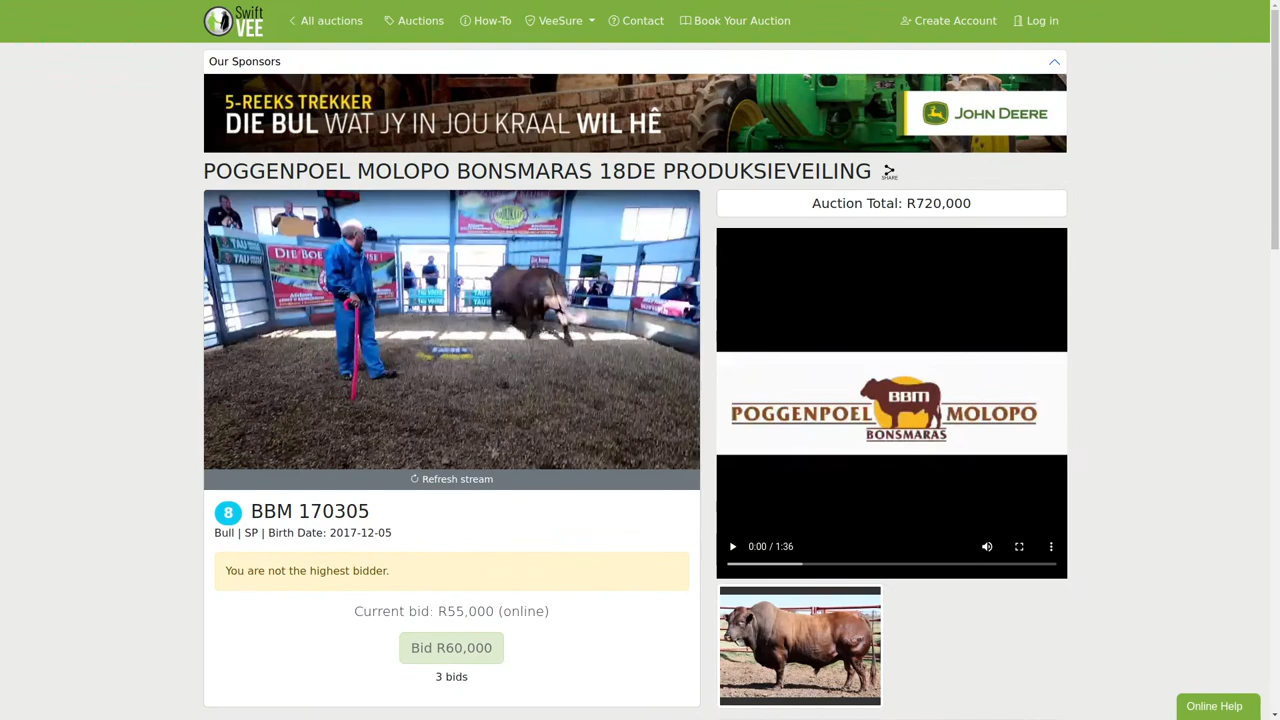 Swift
VEE
All auctions
Auctions
How-To
VeeSure
Contact
Book Your Auction
Create Account
Log in
Our Sponsors
5-REEKS TREKKER
DIE BUL WAT JY IN JOU KRAAL WIL HÊ
JOHN DEERE
POGGENPOEL MOLOPO BONSMARAS 18DE PRODUKSIEVEILING
SHARE
Auction Total: R720,000
TAU
DIE BOE
Refresh stream
BBM
POGGENPOEL MOLOPO
BONSMARAS
0:00 / 1:36
8 BBM 170305
Bull | SP | Birth Date: 2017-12-05
You are not the highest bidder.
Current bid: R55,000 (online)
Bid R60,000
3 bids
Online Help